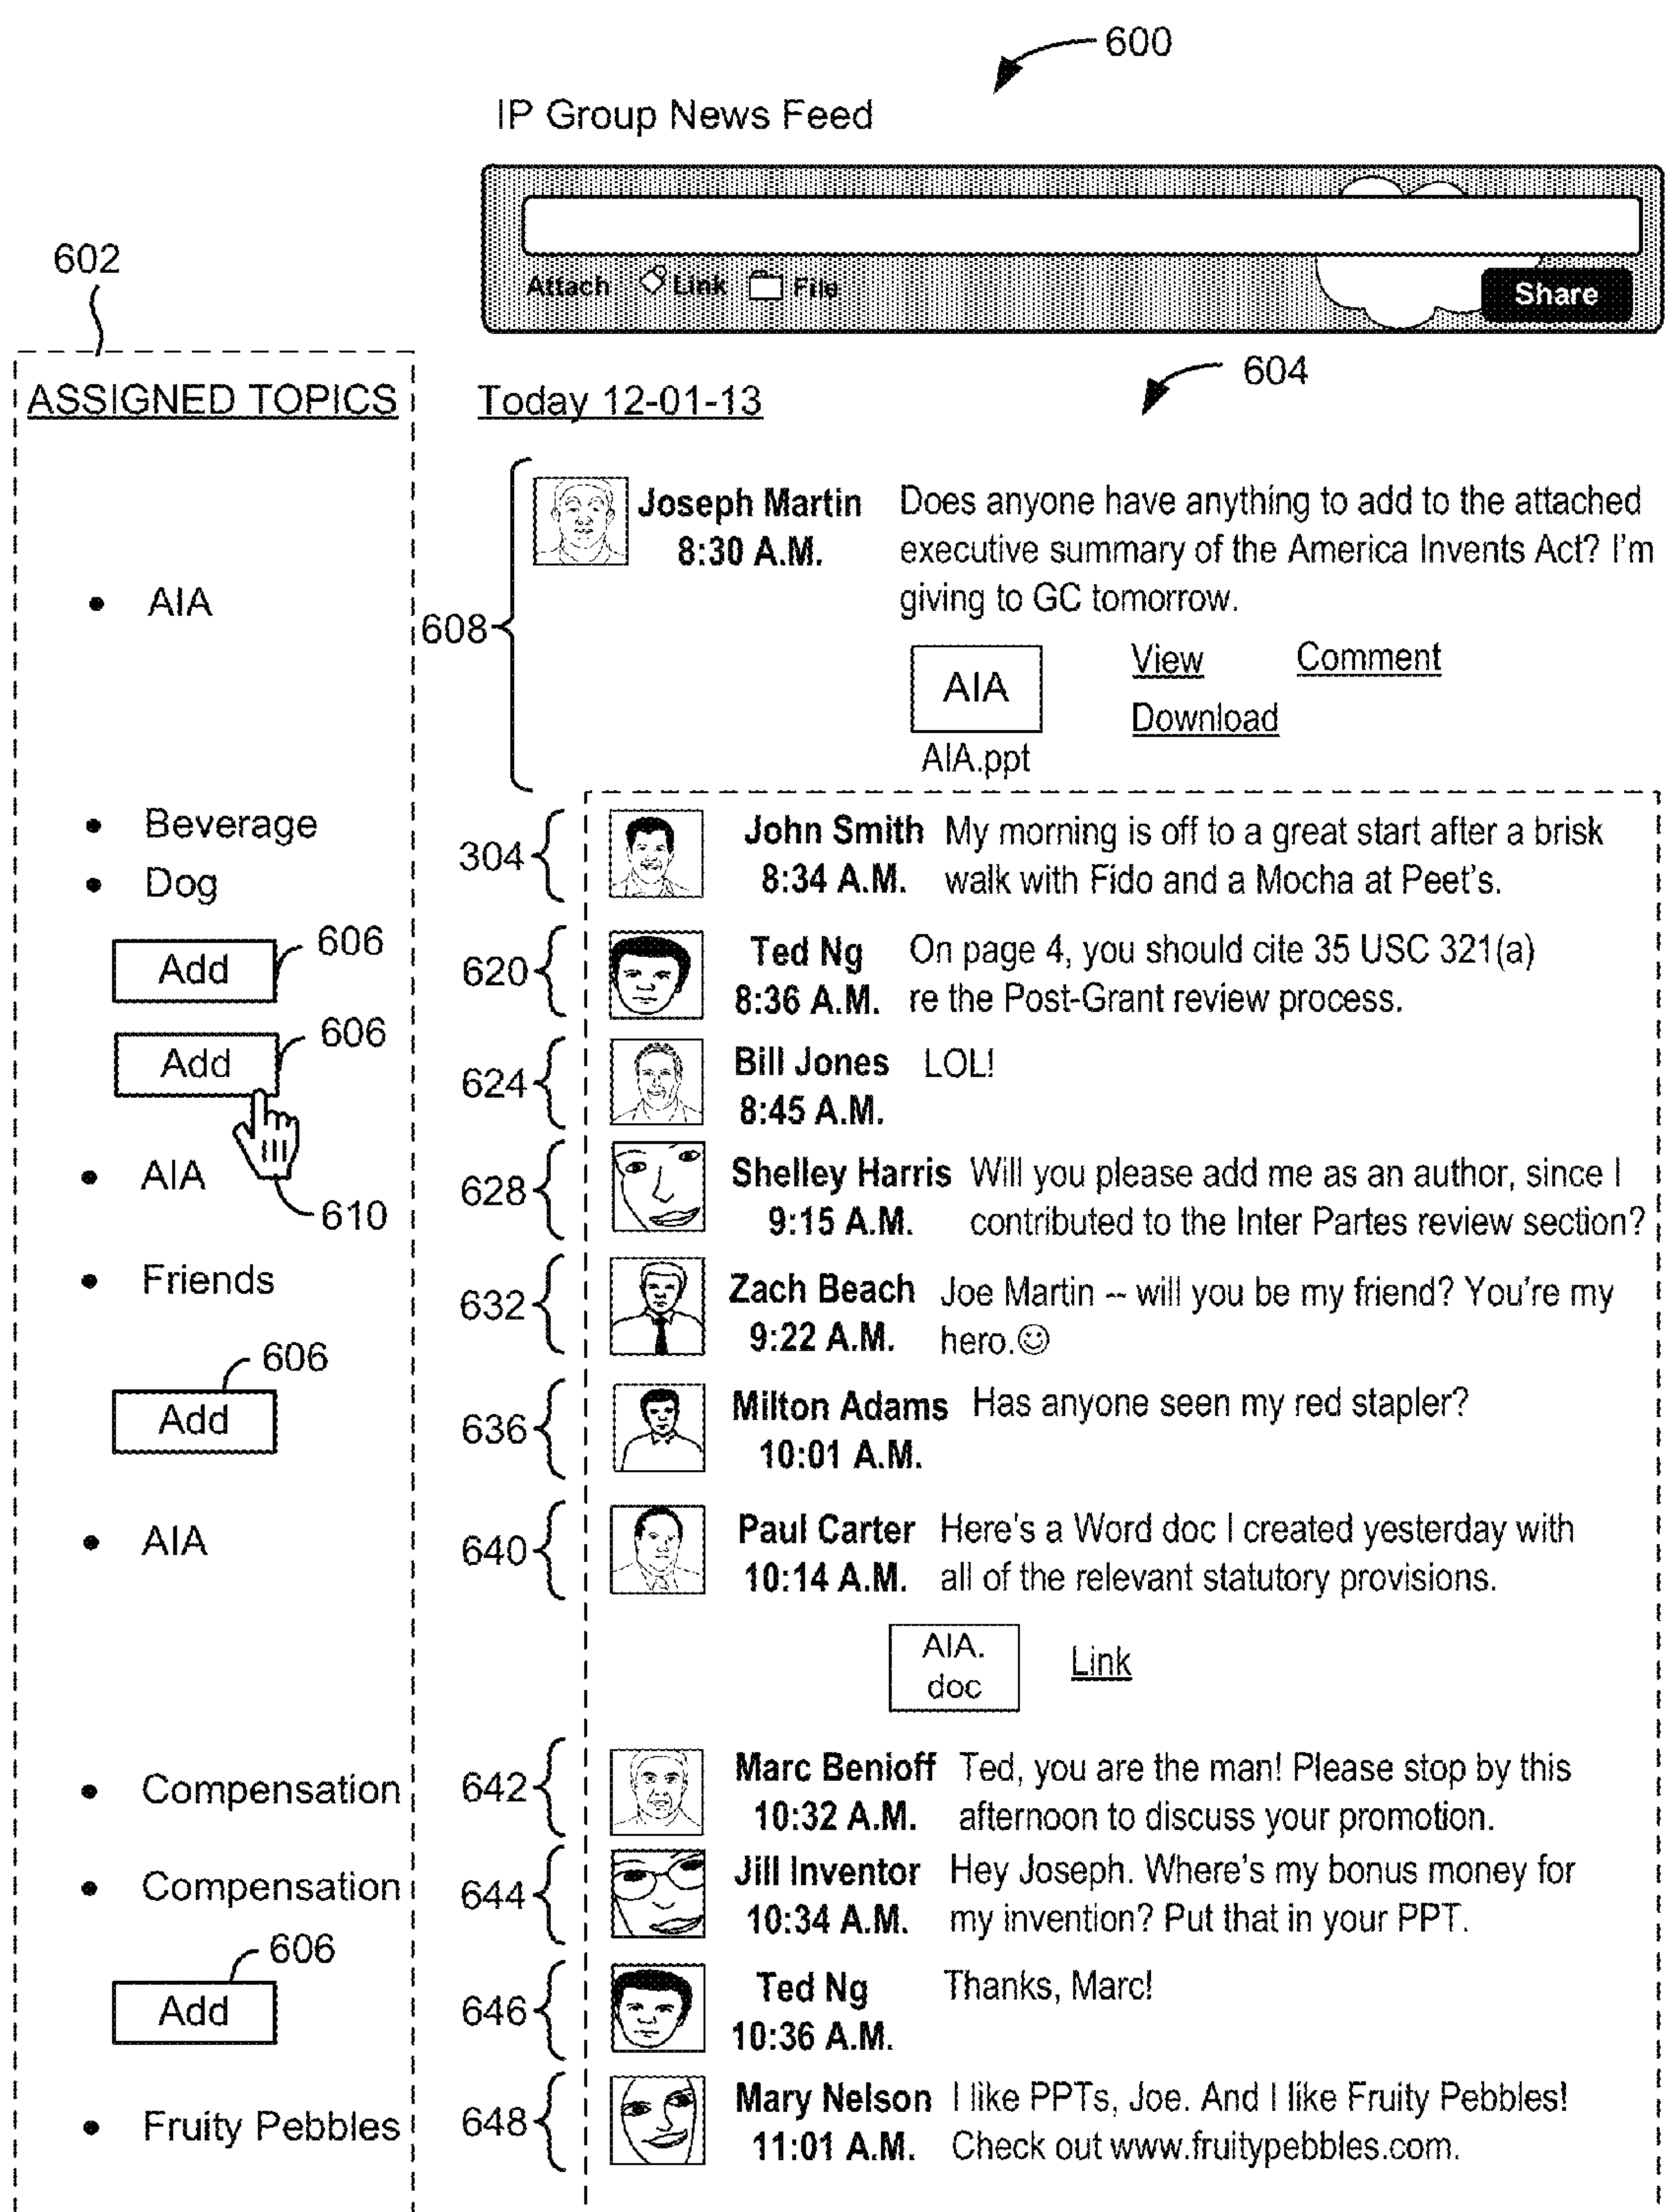 600
IP Group News Feed
Attach Link File
Share
602
604
ASSIGNED TOPICS
Today 12-01-13
608
Joseph Martin
8:30 A.M.
Does anyone have anything to add to the attached
executive summary of the America Invents Act? I'm
giving to GC tomorrow.
• AIA
AIA
AIA.ppt
View
Comment
Download
• Beverage
• Dog
304
John Smith
8:34 A.M.
My morning is off to a great start after a brisk
walk with Fido and a Mocha at Peet's.
Add
606
620
Ted Ng
8:36 A.M.
On page 4, you should cite 35 USC 321(a)
re the Post-Grant review process.
Add
606
610
624
Bill Jones
8:45 A.M.
LOL!
• AIA
628
Shelley Harris
9:15 A.M.
Will you please add me as an author, since I
contributed to the Inter Partes review section?
• Friends
632
Zach Beach
9:22 A.M.
Joe Martin -- will you be my friend? You're my
hero.☺
Add
606
636
Milton Adams
10:01 A.M.
Has anyone seen my red stapler?
• AIA
640
Paul Carter
10:14 A.M.
Here's a Word doc I created yesterday with
all of the relevant statutory provisions.
AIA.
doc
Link
• Compensation
642
Marc Benioff
10:32 A.M.
Ted, you are the man! Please stop by this
afternoon to discuss your promotion.
• Compensation
644
Jill Inventor
10:34 A.M.
Hey Joseph. Where's my bonus money for
my invention? Put that in your PPT.
Add
606
646
Ted Ng
10:36 A.M.
Thanks, Marc!
• Fruity Pebbles
648
Mary Nelson
11:01 A.M.
I like PPTs, Joe. And I like Fruity Pebbles!
Check out www.fruitypebbles.com.